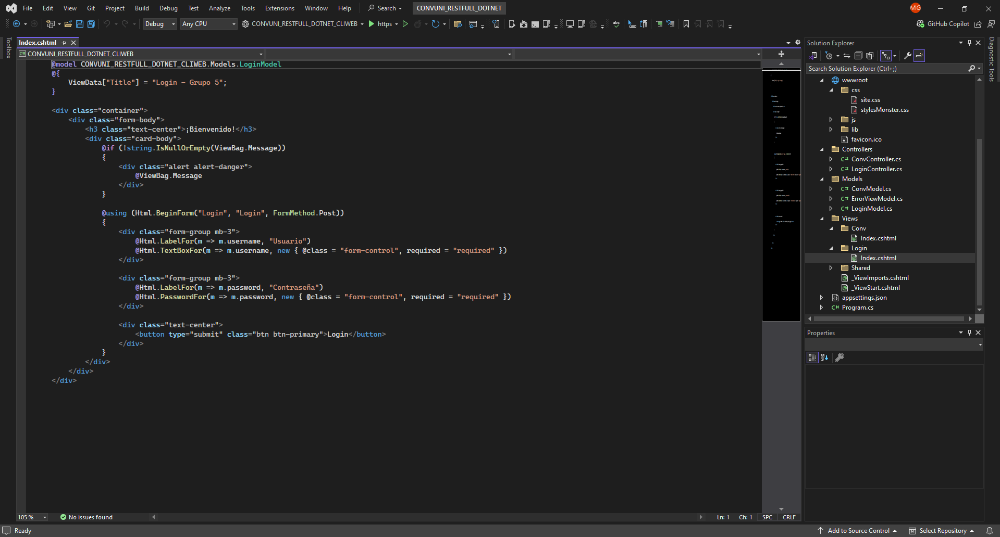 File Edit View Git Project Build Debug Test Analyze Tools Extensions Window Help Search CONVUNI_RESTFULL_DOTNET MG
Debug Any CPU CONVUNI_RESTFULL_DOTNET_CLIWEB https GitHub Copilot
Toolbox
Index.cshtml
CONVUNI_RESTFULL_DOTNET_CLIWEB
@model CONVUNI_RESTFULL_DOTNET_CLIWEB.Models.LoginModel
@{
ViewData["Title"] = "Login - Grupo 5";
}
<div class="container">
<div class="form-body">
<h3 class="text-center">¡Bienvenido!</h3>
<div class="card-body">
@if (!string.IsNullOrEmpty(ViewBag.Message))
{
<div class="alert alert-danger">
@ViewBag.Message
</div>
}
@using (Html.BeginForm("Login", "Login", FormMethod.Post))
{
<div class="form-group mb-3">
@Html.LabelFor(m => m.username, "Usuario")
@Html.TextBoxFor(m => m.username, new { @class = "form-control", required = "required" })
</div>
<div class="form-group mb-3">
@Html.LabelFor(m => m.password, "Contraseña")
@Html.PasswordFor(m => m.password, new { @class = "form-control", required = "required" })
</div>
<div class="text-center">
<button type="submit" class="btn btn-primary">Login</button>
</div>
}
</div>
</div>
</div>
105 % No issues found Ln: 1 Ch: 1 SPC CRLF
Solution Explorer
Search Solution Explorer (Ctrl+;)
wwwroot
css
site.css
stylesMonster.css
js
lib
favicon.ico
Controllers
C# ConvController.cs
C# LoginController.cs
Models
C# ConvModel.cs
C# ErrorViewModel.cs
C# LoginModel.cs
Views
Conv
Index.cshtml
Login
Index.cshtml
Shared
_ViewImports.cshtml
_ViewStart.cshtml
appsettings.json
C# Program.cs
Properties
Diagnostic Tools
Ready Add to Source Control Select Repository